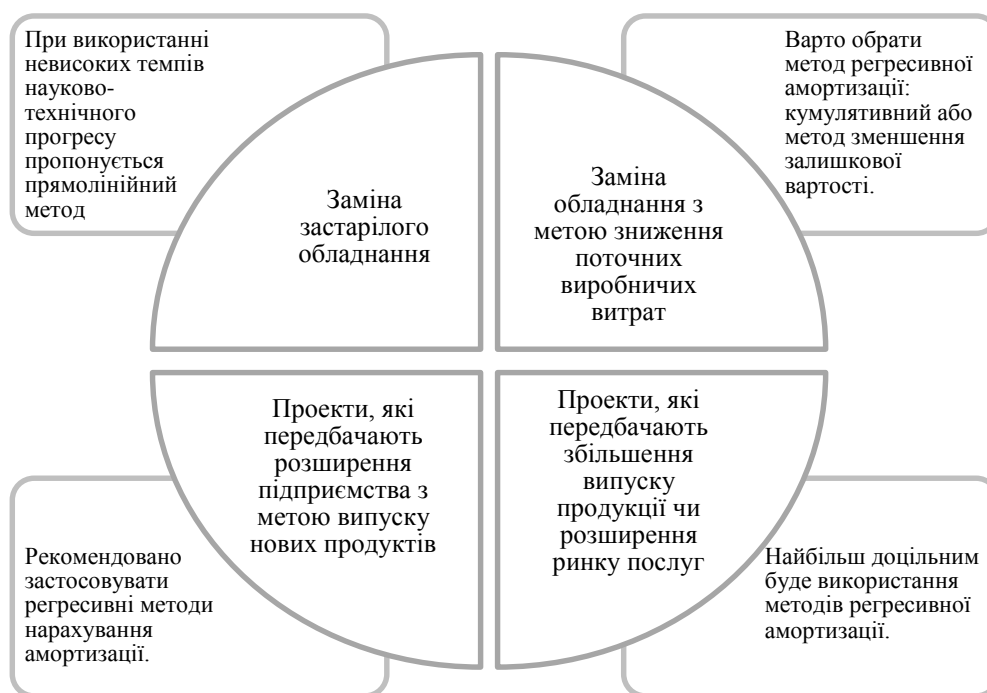 При використанні
невисоких темпів
науково-
технічного
прогресу
пропонується
прямолінійний
метод
Варто обрати
метод регресивної
амортизації:
кумулятивний або
метод зменшення
залишкової
вартості.
Заміна
застарілого
обладнання
Заміна
обладнання з
метою зниження
поточних
виробничих
витрат
Проекти, які
передбачають
розширення
підприємства з
метою випуску
нових продуктів
Проекти, які
передбачають
збільшення
випуску
продукції чи
розширення
ринку послуг
Рекомендовано
застосовувати
регресивні методи
нарахування
амортизації.
Найбільш доцільним
буде використання
методів регресивної
амортизації.